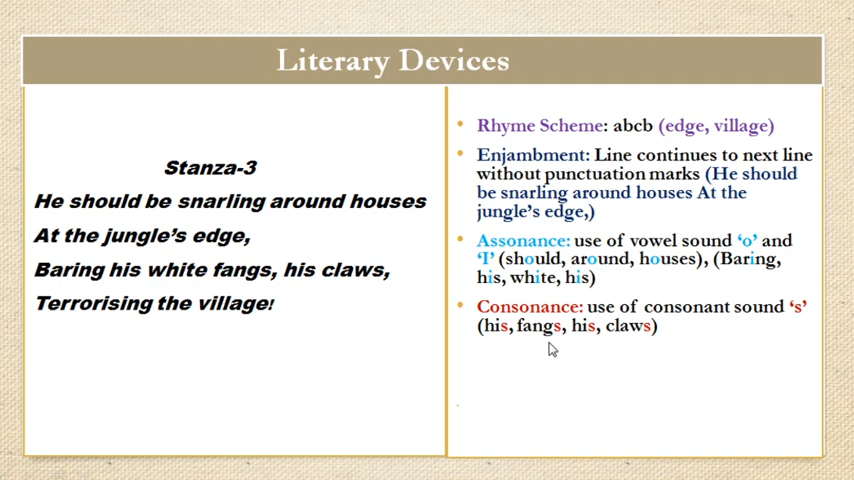 Literary Devices
Stanza-3
He should be snarling around houses
At the jungle's edge,
Baring his white fangs, his claws,
Terrorising the village!
• Rhyme Scheme: abcb (edge, village)
• Enjambment: Line continues to next line
without punctuation marks (He should
be snarling around houses At the
jungle's edge,)
• Assonance: use of vowel sound 'o' and
'I' (should, around, houses), (Baring,
his, white, his)
• Consonance: use of consonant sound 's'
(his, fangs, his, claws)